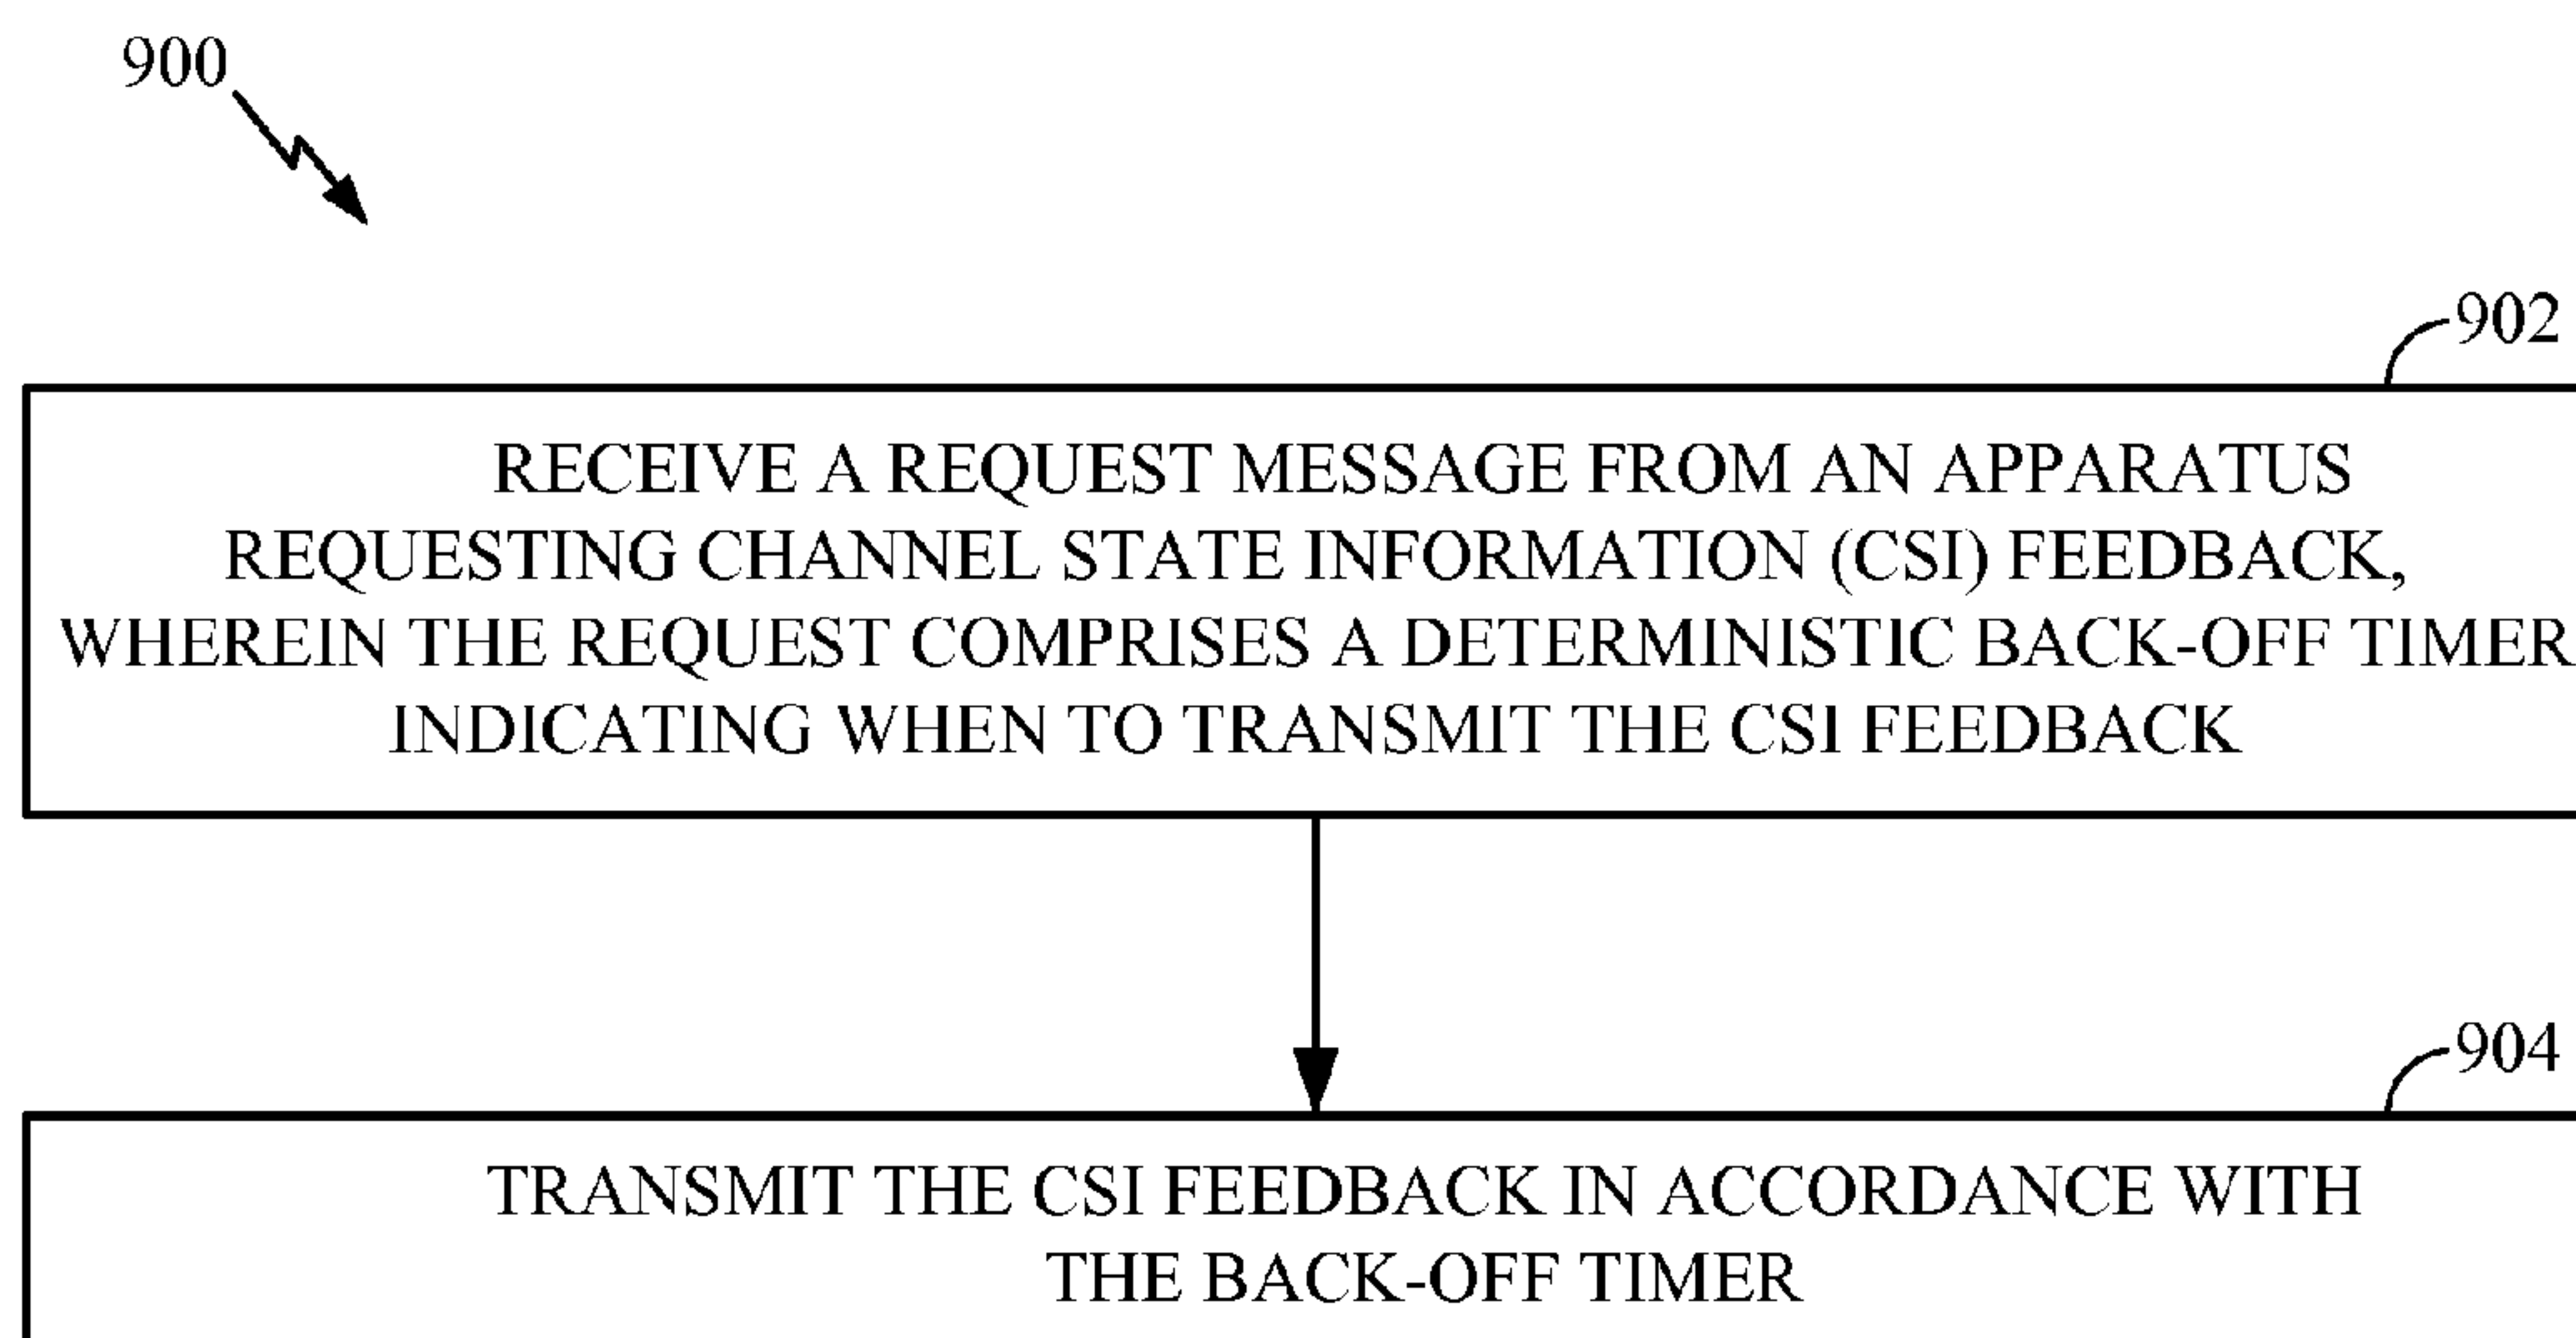 900
902
RECEIVE A REQUEST MESSAGE FROM AN APPARATUS
REQUESTING CHANNEL STATE INFORMATION (CSI) FEEDBACK,
WHEREIN THE REQUEST COMPRISES A DETERMINISTIC BACK-OFF TIMER
INDICATING WHEN TO TRANSMIT THE CSI FEEDBACK
904
TRANSMIT THE CSI FEEDBACK IN ACCORDANCE WITH
THE BACK-OFF TIMER